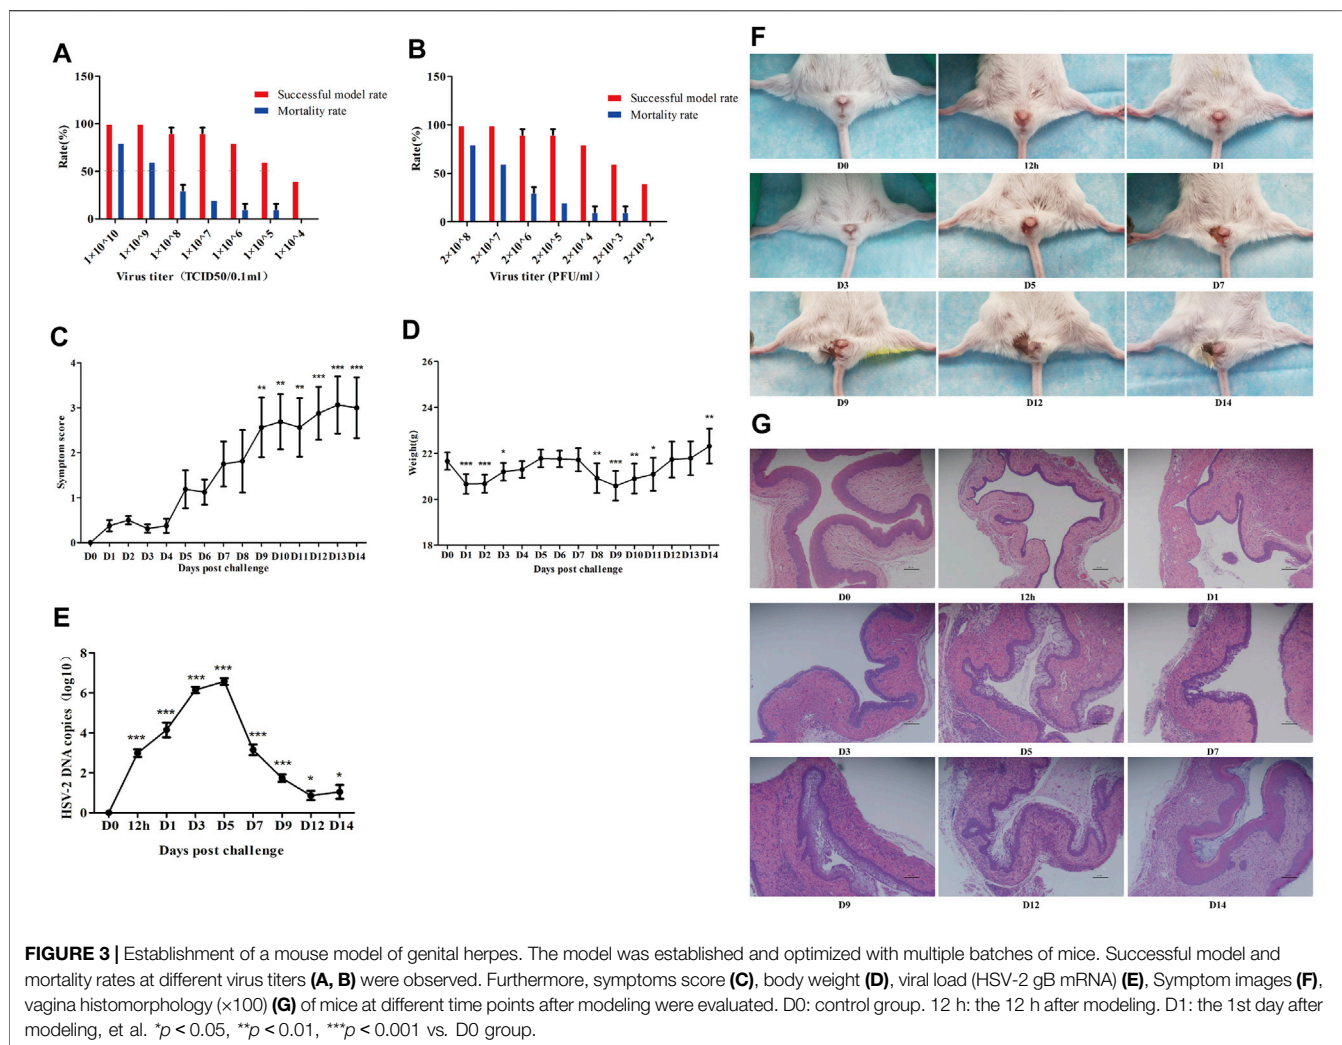 A
150
100
50
0
Rate(%)
Successful model rate
Mortality rate
1×10^10
1×10^9
1×10^8
1×10^7
1×10^6
1×10^5
1×10^4
Virus titer（TCID50/0.1ml）
B
150
100
50
0
Rate(%)
Successful model rate
Mortality rate
2×10^8
2×10^7
2×10^6
2×10^5
2×10^4
2×10^3
2×10^2
Virus titer (PFU/ml)
C
4
3
2
1
0
Symptom score
** ** ** *** *** ***
D0 D1 D2 D3 D4 D5 D6 D7 D8 D9 D10 D11 D12 D13 D14
Days post challenge
D
26
24
22
20
18
Weight(g)
*** *** * ** *** ** * **
D0 D1 D2 D3 D4 D5 D6 D7 D8 D9 D10 D11 D12 D13 D14
Days post challenge
E
8
6
4
2
0
HSV-2 DNA copies（log10）
*** *** *** *** *** *** * *
D0 12h D1 D3 D5 D7 D9 D12 D14
Days post challenge
F
D0 12h D1
D3 D5 D7
D9 D12 D14
G
D0 12h D1
D3 D5 D7
D9 D12 D14
FIGURE 3 | Establishment of a mouse model of genital herpes. The model was established and optimized with multiple batches of mice. Successful model and
mortality rates at different virus titers (A, B) were observed. Furthermore, symptoms score (C), body weight (D), viral load (HSV-2 gB mRNA) (E), Symptom images (F),
vagina histomorphology (×100) (G) of mice at different time points after modeling were evaluated. D0: control group. 12 h: the 12 h after modeling. D1: the 1st day after
modeling, et al. *p < 0.05, **p < 0.01, ***p < 0.001 vs. D0 group.